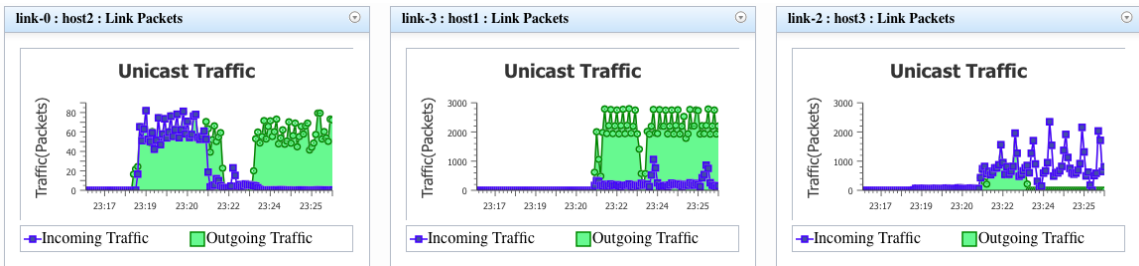 link-0 : host2 : Link Packets
Unicast Traffic
Traffic(Packets)
80
60
40
20
0
23:17 23:19 23:20 23:22 23:24 23:25
Incoming Traffic Outgoing Traffic
link-3 : host1 : Link Packets
Unicast Traffic
Traffic(Packets)
3000
2000
1000
0
23:17 23:19 23:20 23:22 23:24 23:25
Incoming Traffic Outgoing Traffic
link-2 : host3 : Link Packets
Unicast Traffic
Traffic(Packets)
3000
2000
1000
0
23:17 23:19 23:20 23:22 23:24 23:25
Incoming Traffic Outgoing Traffic